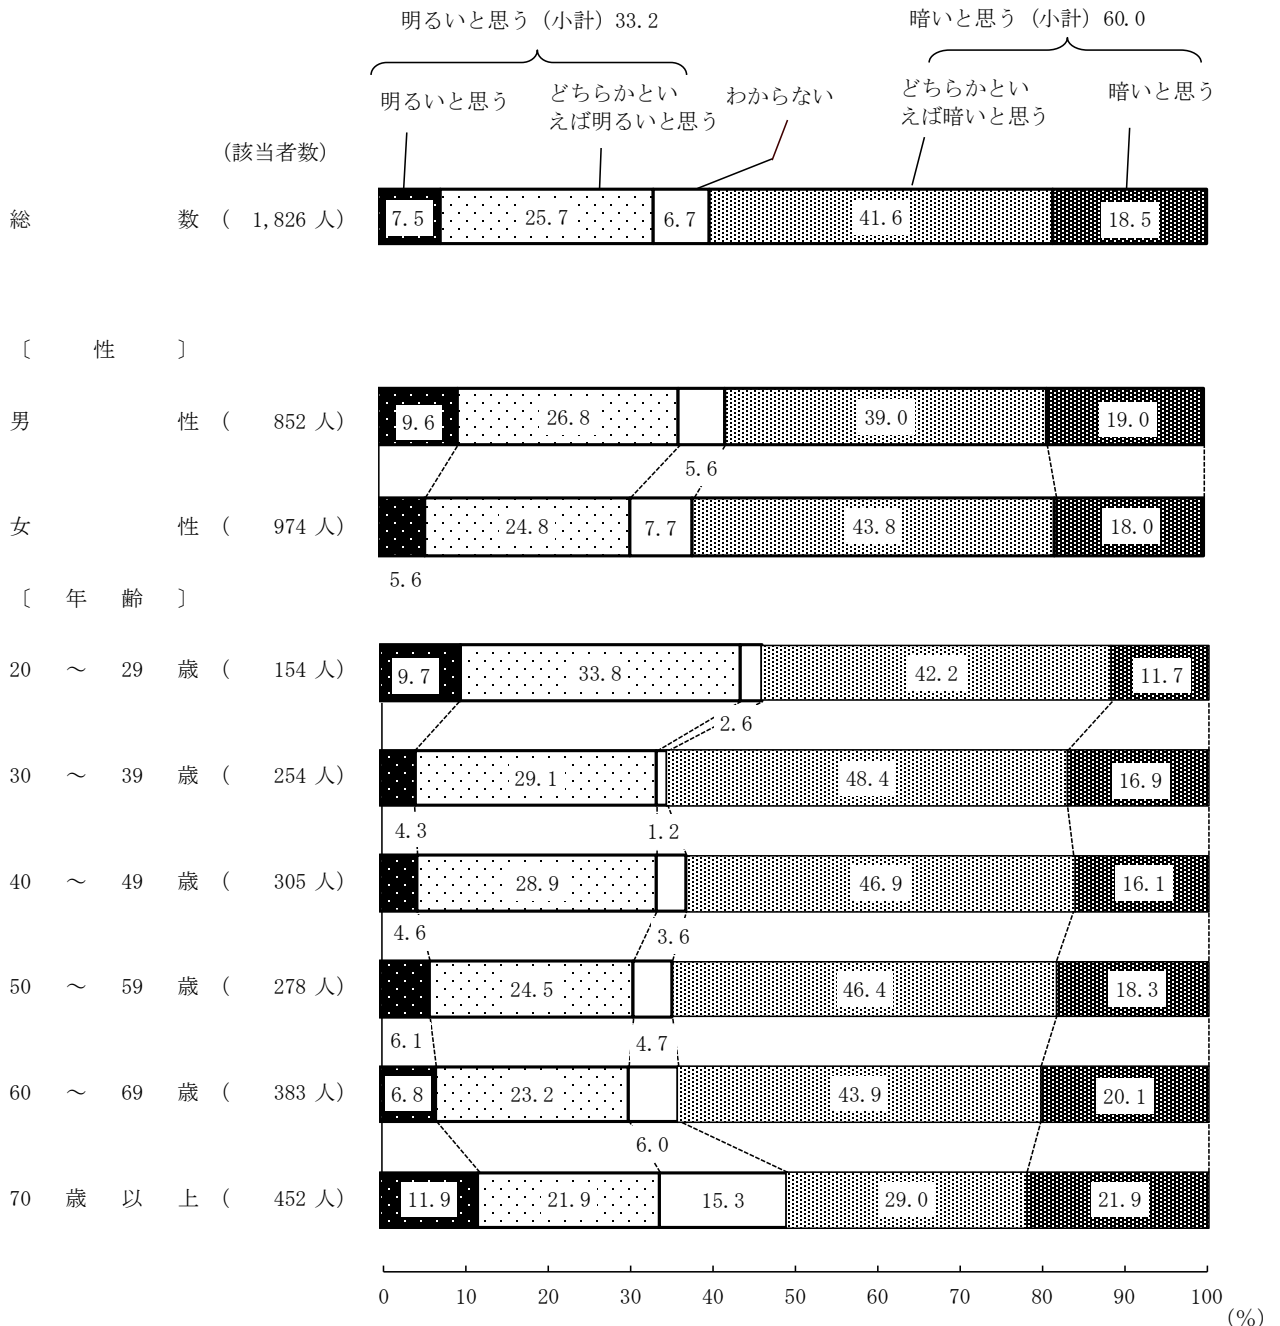 明るいと思う（小計）33.2
暗いと思う（小計）60.0
明るいと思う
どちらかとい
えば明るいと思う
わからない
どちらかとい
えば暗いと思う
暗いと思う
（該当者数）
総数（ 1,826 人） 7.5 25.7 6.7 41.6 18.5
〔 性 〕
男性（ 852 人） 9.6 26.8 39.0 19.0
5.6
女性（ 974 人） 24.8 7.7 43.8 18.0
5.6
〔 年 齢 〕
20 ～ 29 歳（ 154 人） 9.7 33.8 42.2 11.7
2.6
30 ～ 39 歳（ 254 人） 29.1 48.4 16.9
4.3 1.2
40 ～ 49 歳（ 305 人） 28.9 46.9 16.1
4.6 3.6
50 ～ 59 歳（ 278 人） 24.5 46.4 18.3
6.1 4.7
60 ～ 69 歳（ 383 人） 6.8 23.2 43.9 20.1
6.0
70 歳 以 上（ 452 人） 11.9 21.9 15.3 29.0 21.9
0 10 20 30 40 50 60 70 80 90 100
(％)